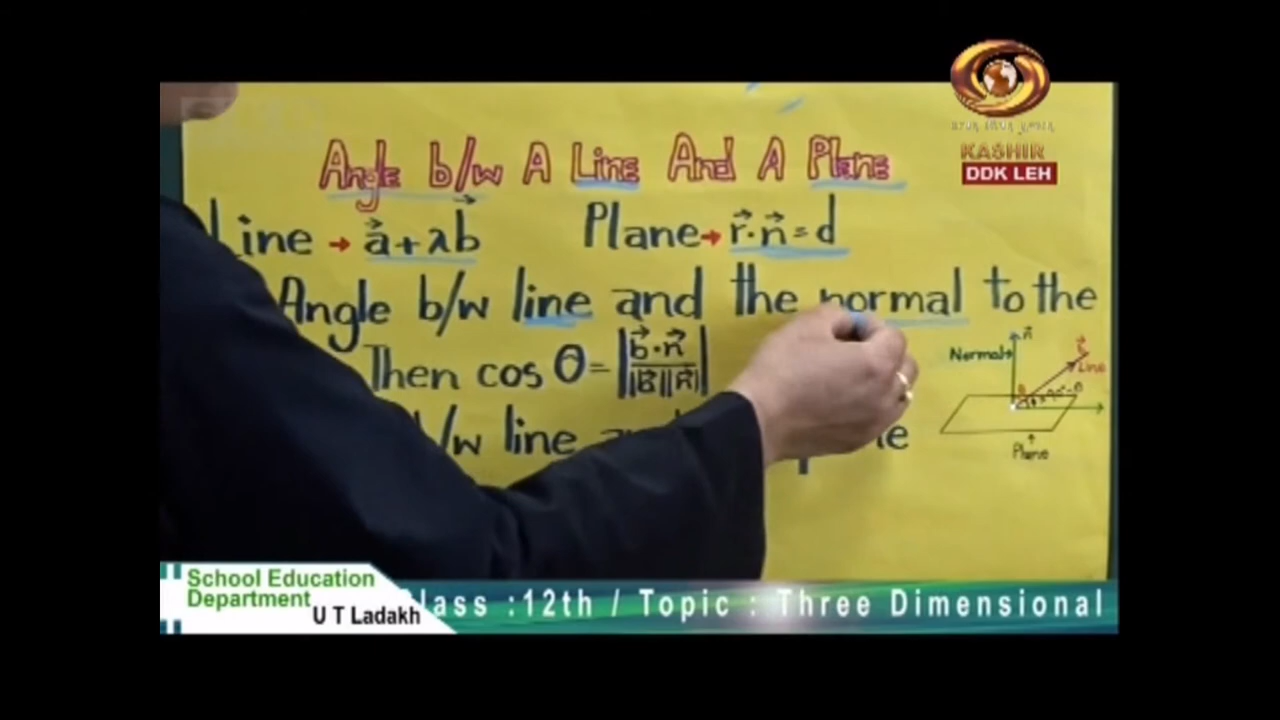 KASHIR
DDK LEH
Angle b/w A Line And A Plane
Line → a⃗ + λb⃗ Plane → r⃗·n⃗ = d
Angle b/w line and the normal to the
Then cos θ = |b⃗·n⃗ / |b⃗||n⃗||
b/w line
Normal → n⃗
Line
Plane
School Education
Department
U T Ladakh
Class :12th / Topic : Three Dimensional